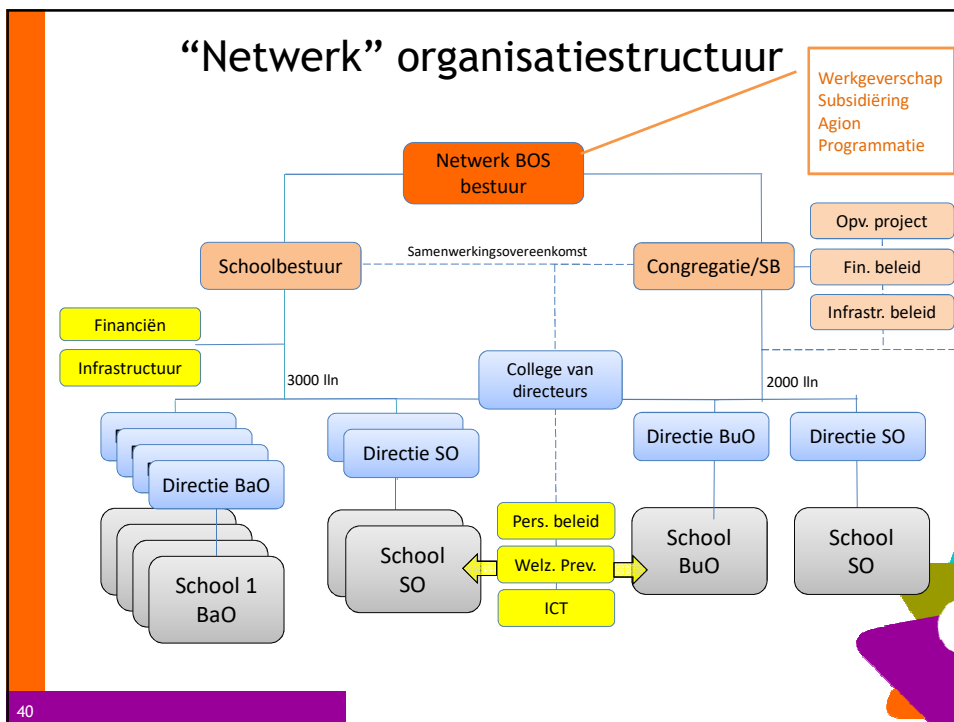 “Netwerk” organisatiestructuur
Werkgeverschap
Subsidiëring
Agion
Programmatie
Netwerk BOS
bestuur
Opv. project
Schoolbestuur
Samenwerkingsovereenkomst
Congregatie/SB
Fin. beleid
Infrastr. beleid
Financiën
Infrastructuur
3000 lln
College van
directeurs
2000 lln
Directie BaO
Directie SO
Directie BuO
Directie SO
Pers. beleid
Welz. Prev.
ICT
School 1
BaO
School
SO
School
BuO
School
SO
40